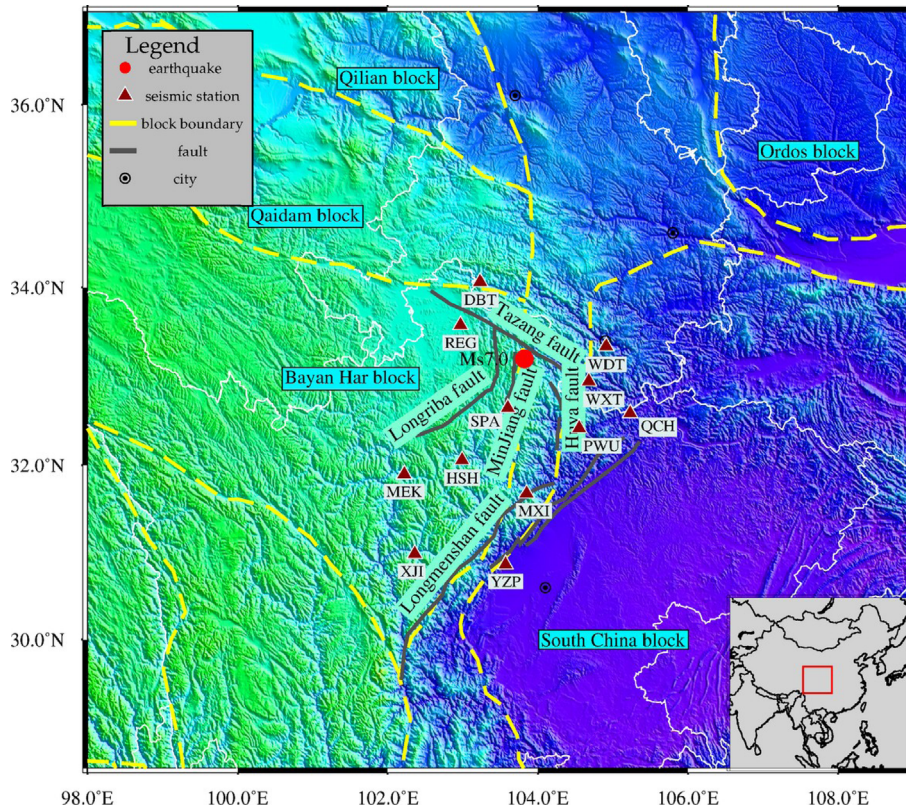 Legend
earthquake
seismic station
block boundary
fault
city
Qilian block
Ordos block
Qaidam block
36.0°N
34.0°N
32.0°N
30.0°N
DBT
REG
Tazang fault
Ms7.0
WDT
Bayan Har block
WXT
Longriba fault
SPA
MinJiang fault
Huya fault
QCH
PWU
MEK
HSH
MXI
Longmenshan fault
XJI
YZP
South China block
98.0°E
100.0°E
102.0°E
104.0°E
106.0°E
108.0°E